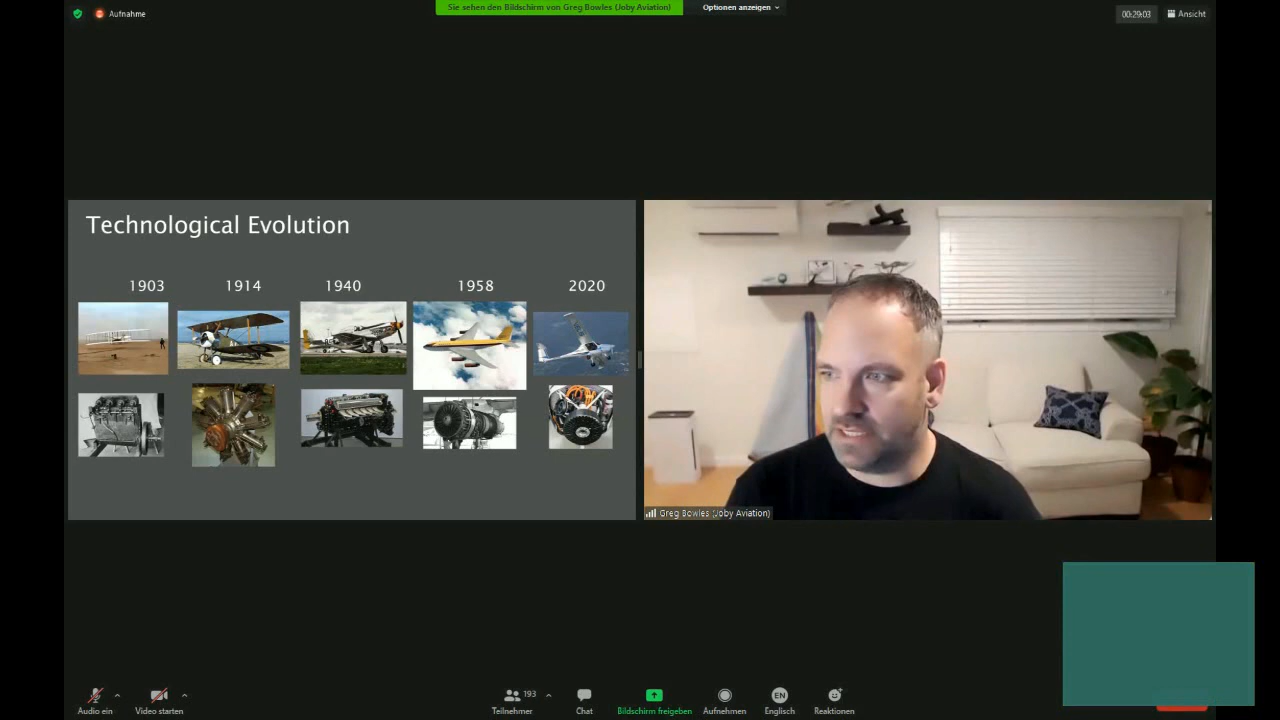 Aufnahme
Sie sehen den Bildschirm von Greg Bowles (Joby Aviation)
Optionen anzeigen
00:29:03
Ansicht
Technological Evolution
1903 1914 1940 1958 2020
Greg Bowles (Joby Aviation)
Audio ein
Video starten
193
Teilnehmer
Chat
Bildschirm freigeben
Aufnehmen
EN
Englisch
Reaktionen